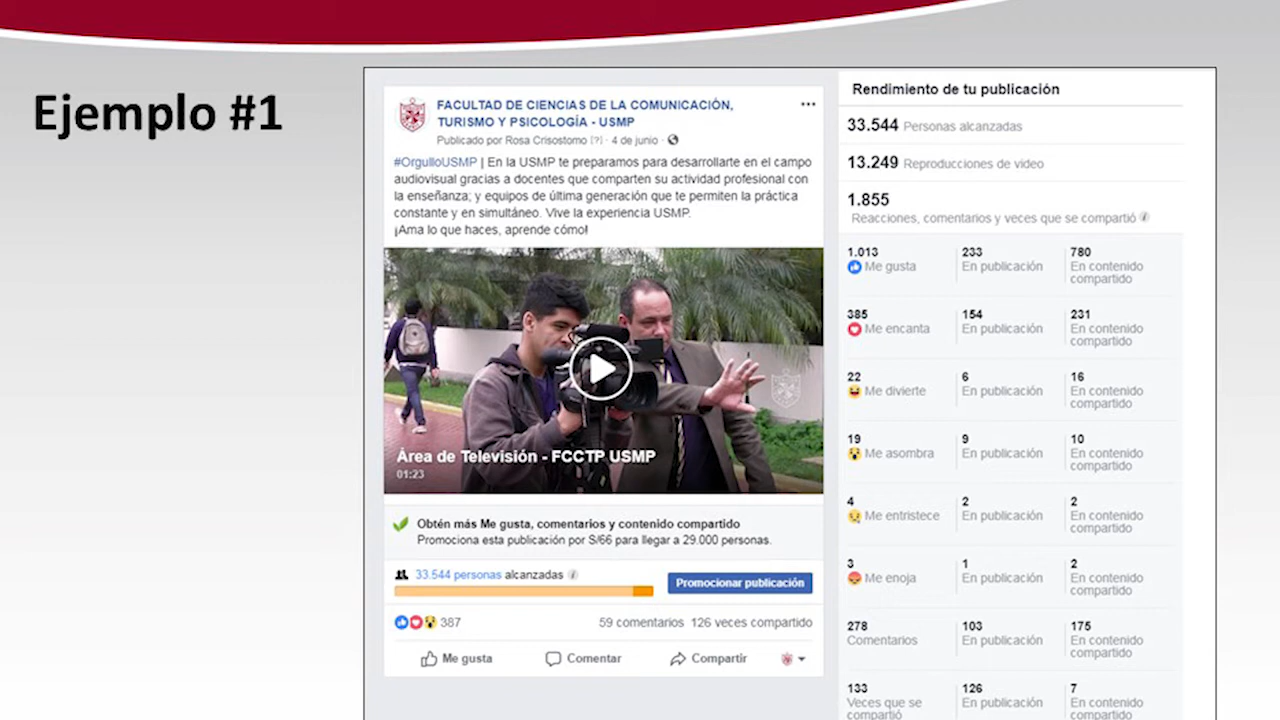 Ejemplo #1
FACULTAD DE CIENCIAS DE LA COMUNICACIÓN,
TURISMO Y PSICOLOGÍA - USMP
Publicado por Rosa Crisostomo [?] · 4 de junio ·
#OrgulloUSMP | En la USMP te preparamos para desarrollarte en el campo
audiovisual gracias a docentes que comparten su actividad profesional con
la enseñanza; y equipos de última generación que te permiten la práctica
constante y en simultáneo. Vive la experiencia USMP.
¡Ama lo que haces, aprende cómo!
Área de Televisión - FCCTP USMP
01:23
Obtén más Me gusta, comentarios y contenido compartido
Promociona esta publicación por S/66 para llegar a 29.000 personas.
33.544 personas alcanzadas
Promocionar publicación
387
59 comentarios 126 veces compartido
Me gusta Comentar Compartir
Rendimiento de tu publicación
33.544 Personas alcanzadas
13.249 Reproducciones de video
1.855
Reacciones, comentarios y veces que se compartió
1.013 233 780
Me gusta En publicación En contenido
compartido
385 154 231
Me encanta En publicación En contenido
compartido
22 6 16
Me divierte En publicación En contenido
compartido
19 9 10
Me asombra En publicación En contenido
compartido
4 2 2
Me entristece En publicación En contenido
compartido
3 1 2
Me enoja En publicación En contenido
compartido
278 103 175
Comentarios En publicación En contenido
compartido
133 126 7
Veces que se En publicación En contenido
compartió compartido